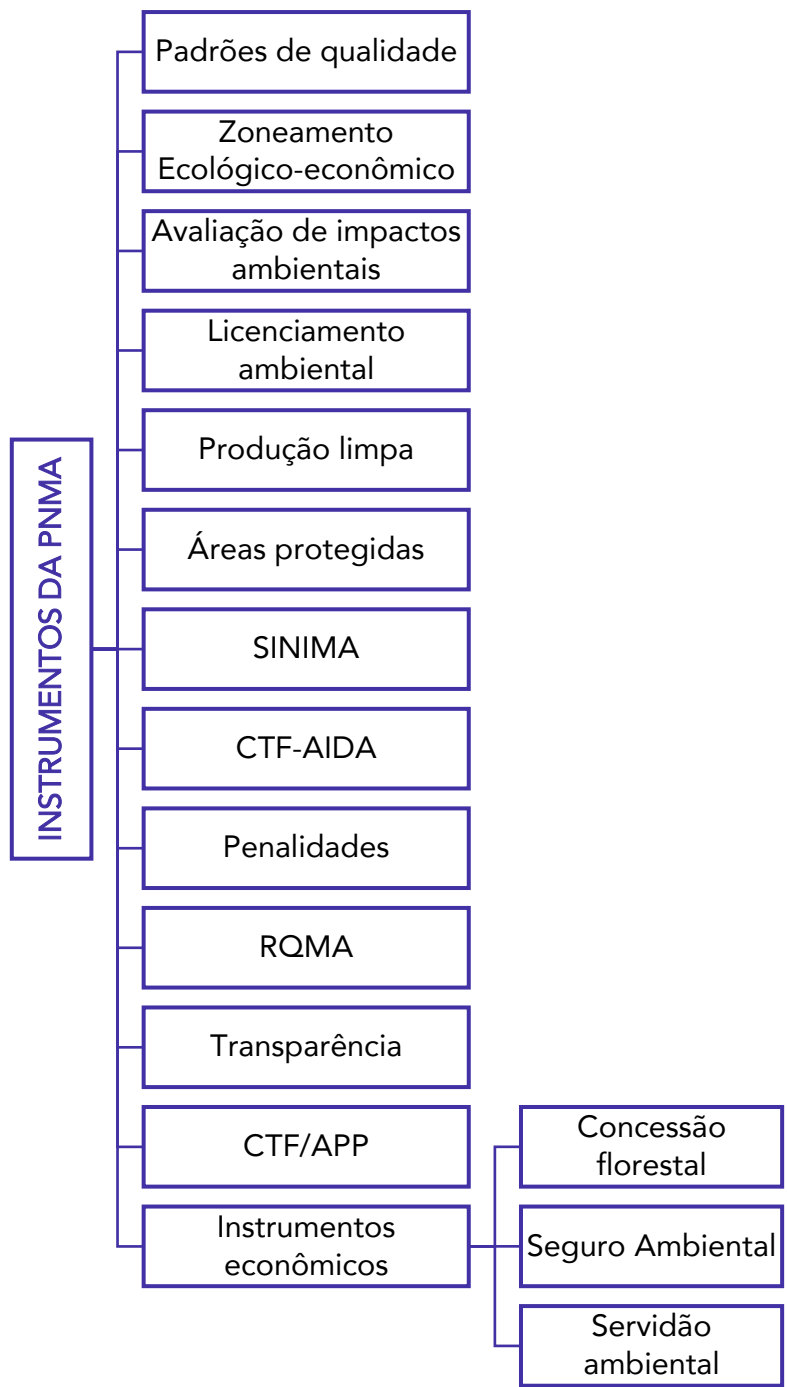 INSTRUMENTOS DA PNMA
Padrões de qualidade
Zoneamento
Ecológico-econômico
Avaliação de impactos
ambientais
Licenciamento
ambiental
Produção limpa
Áreas protegidas
SINIMA
CTF-AIDA
Penalidades
RQMA
Transparência
CTF/APP
Instrumentos
econômicos
Concessão
florestal
Seguro Ambiental
Servidão
ambiental